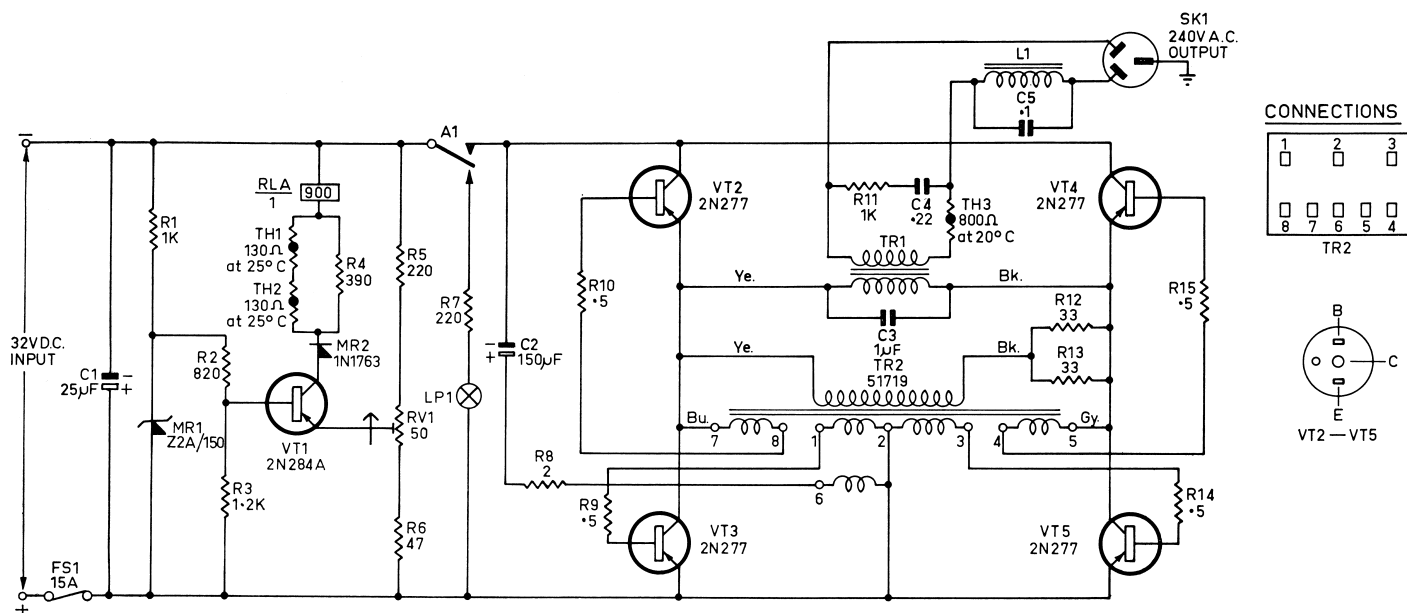 SK1
240V A.C.
OUTPUT
L1
C5
·1
CONNECTIONS
1 2 3
8 7 6 5 4
TR2
−
A1
RLA
1
900
VT2
2N277
R11
1K
C4
·22
TH3
800Ω
at 20°C
VT4
2N277
R1
1K
TH1
130Ω
at 25°C
TH2
130Ω
at 25°C
R4
390
R5
220
TR1
Ye.
Bk.
R10
·5
R15
·5
R7
220
C3
1µF
R12
33
R13
33
32V D.C.
INPUT
C1
25µF
−
+
R2
820
MR2
1N1763
−
+
C2
150µF
Ye.
Bk.
TR2
51719
B
C
E
VT2—VT5
LP1
MR1
Z2A/150
VT1
2N284A
RV1
50
Bu.
Gy.
7 8 1 2 3 4 5
R8
2
6
R3
1·2K
R9
·5
R14
·5
R6
47
VT3
2N277
VT5
2N277
FS1
15A
+